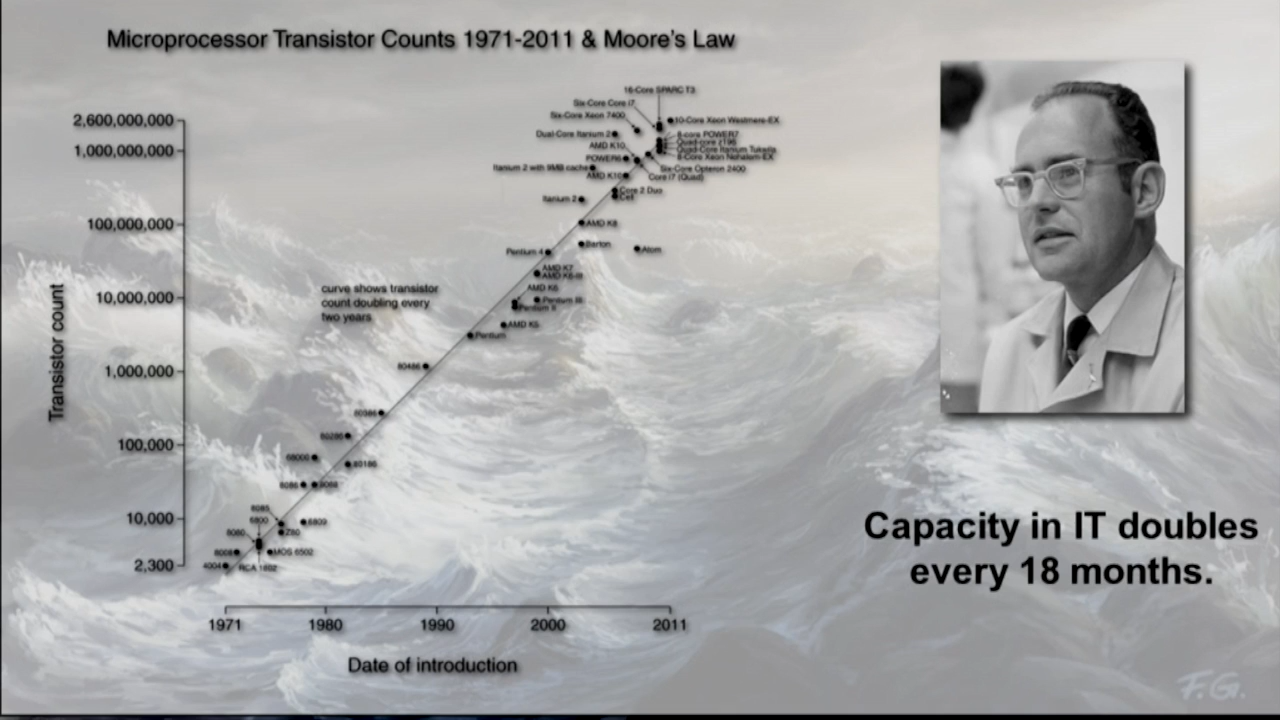 Microprocessor Transistor Counts 1971-2011 & Moore's Law
16-Core SPARC T3
Six-Core Core i7
Six-Core Xeon 7400
10-Core Xeon Westmere-EX
Dual-Core Itanium 2
8-core POWER7
Quad-core z196
AMD K10
Quad-Core Itanium Tukwila
POWER6
8-Core Xeon Nehalem-EX
Itanium 2 with 9MB cache
Six-Core Opteron 2400
AMD K10
Core i7 (Quad)
Core 2 Duo
Cell
Itanium 2
AMD K8
Barton
Atom
Pentium 4
AMD K7
AMD K6-III
AMD K6
Pentium III
Pentium II
AMD K5
Pentium
80486
80386
80286
68000
80186
8086
8088
8085
6800
6809
8080
Z80
8008
MOS 6502
4004
RCA 1802
curve shows transistor
count doubling every
two years
2,600,000,000
1,000,000,000
100,000,000
10,000,000
1,000,000
100,000
10,000
2,300
Transistor count
1971
1980
1990
2000
2011
Date of introduction
Capacity in IT doubles
every 18 months.
F.G.